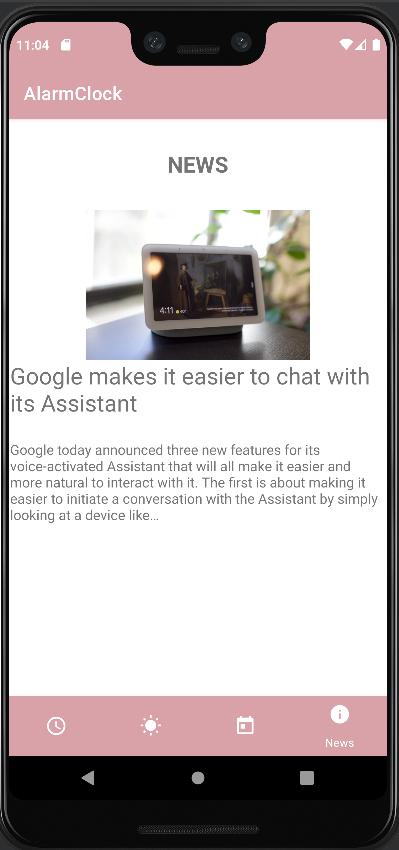 11:04
AlarmClock
NEWS
4:11
Google makes it easier to chat with
its Assistant
Google today announced three new features for its
voice-activated Assistant that will all make it easier and
more natural to interact with it. The first is about making it
easier to initiate a conversation with the Assistant by simply
looking at a device like…
News